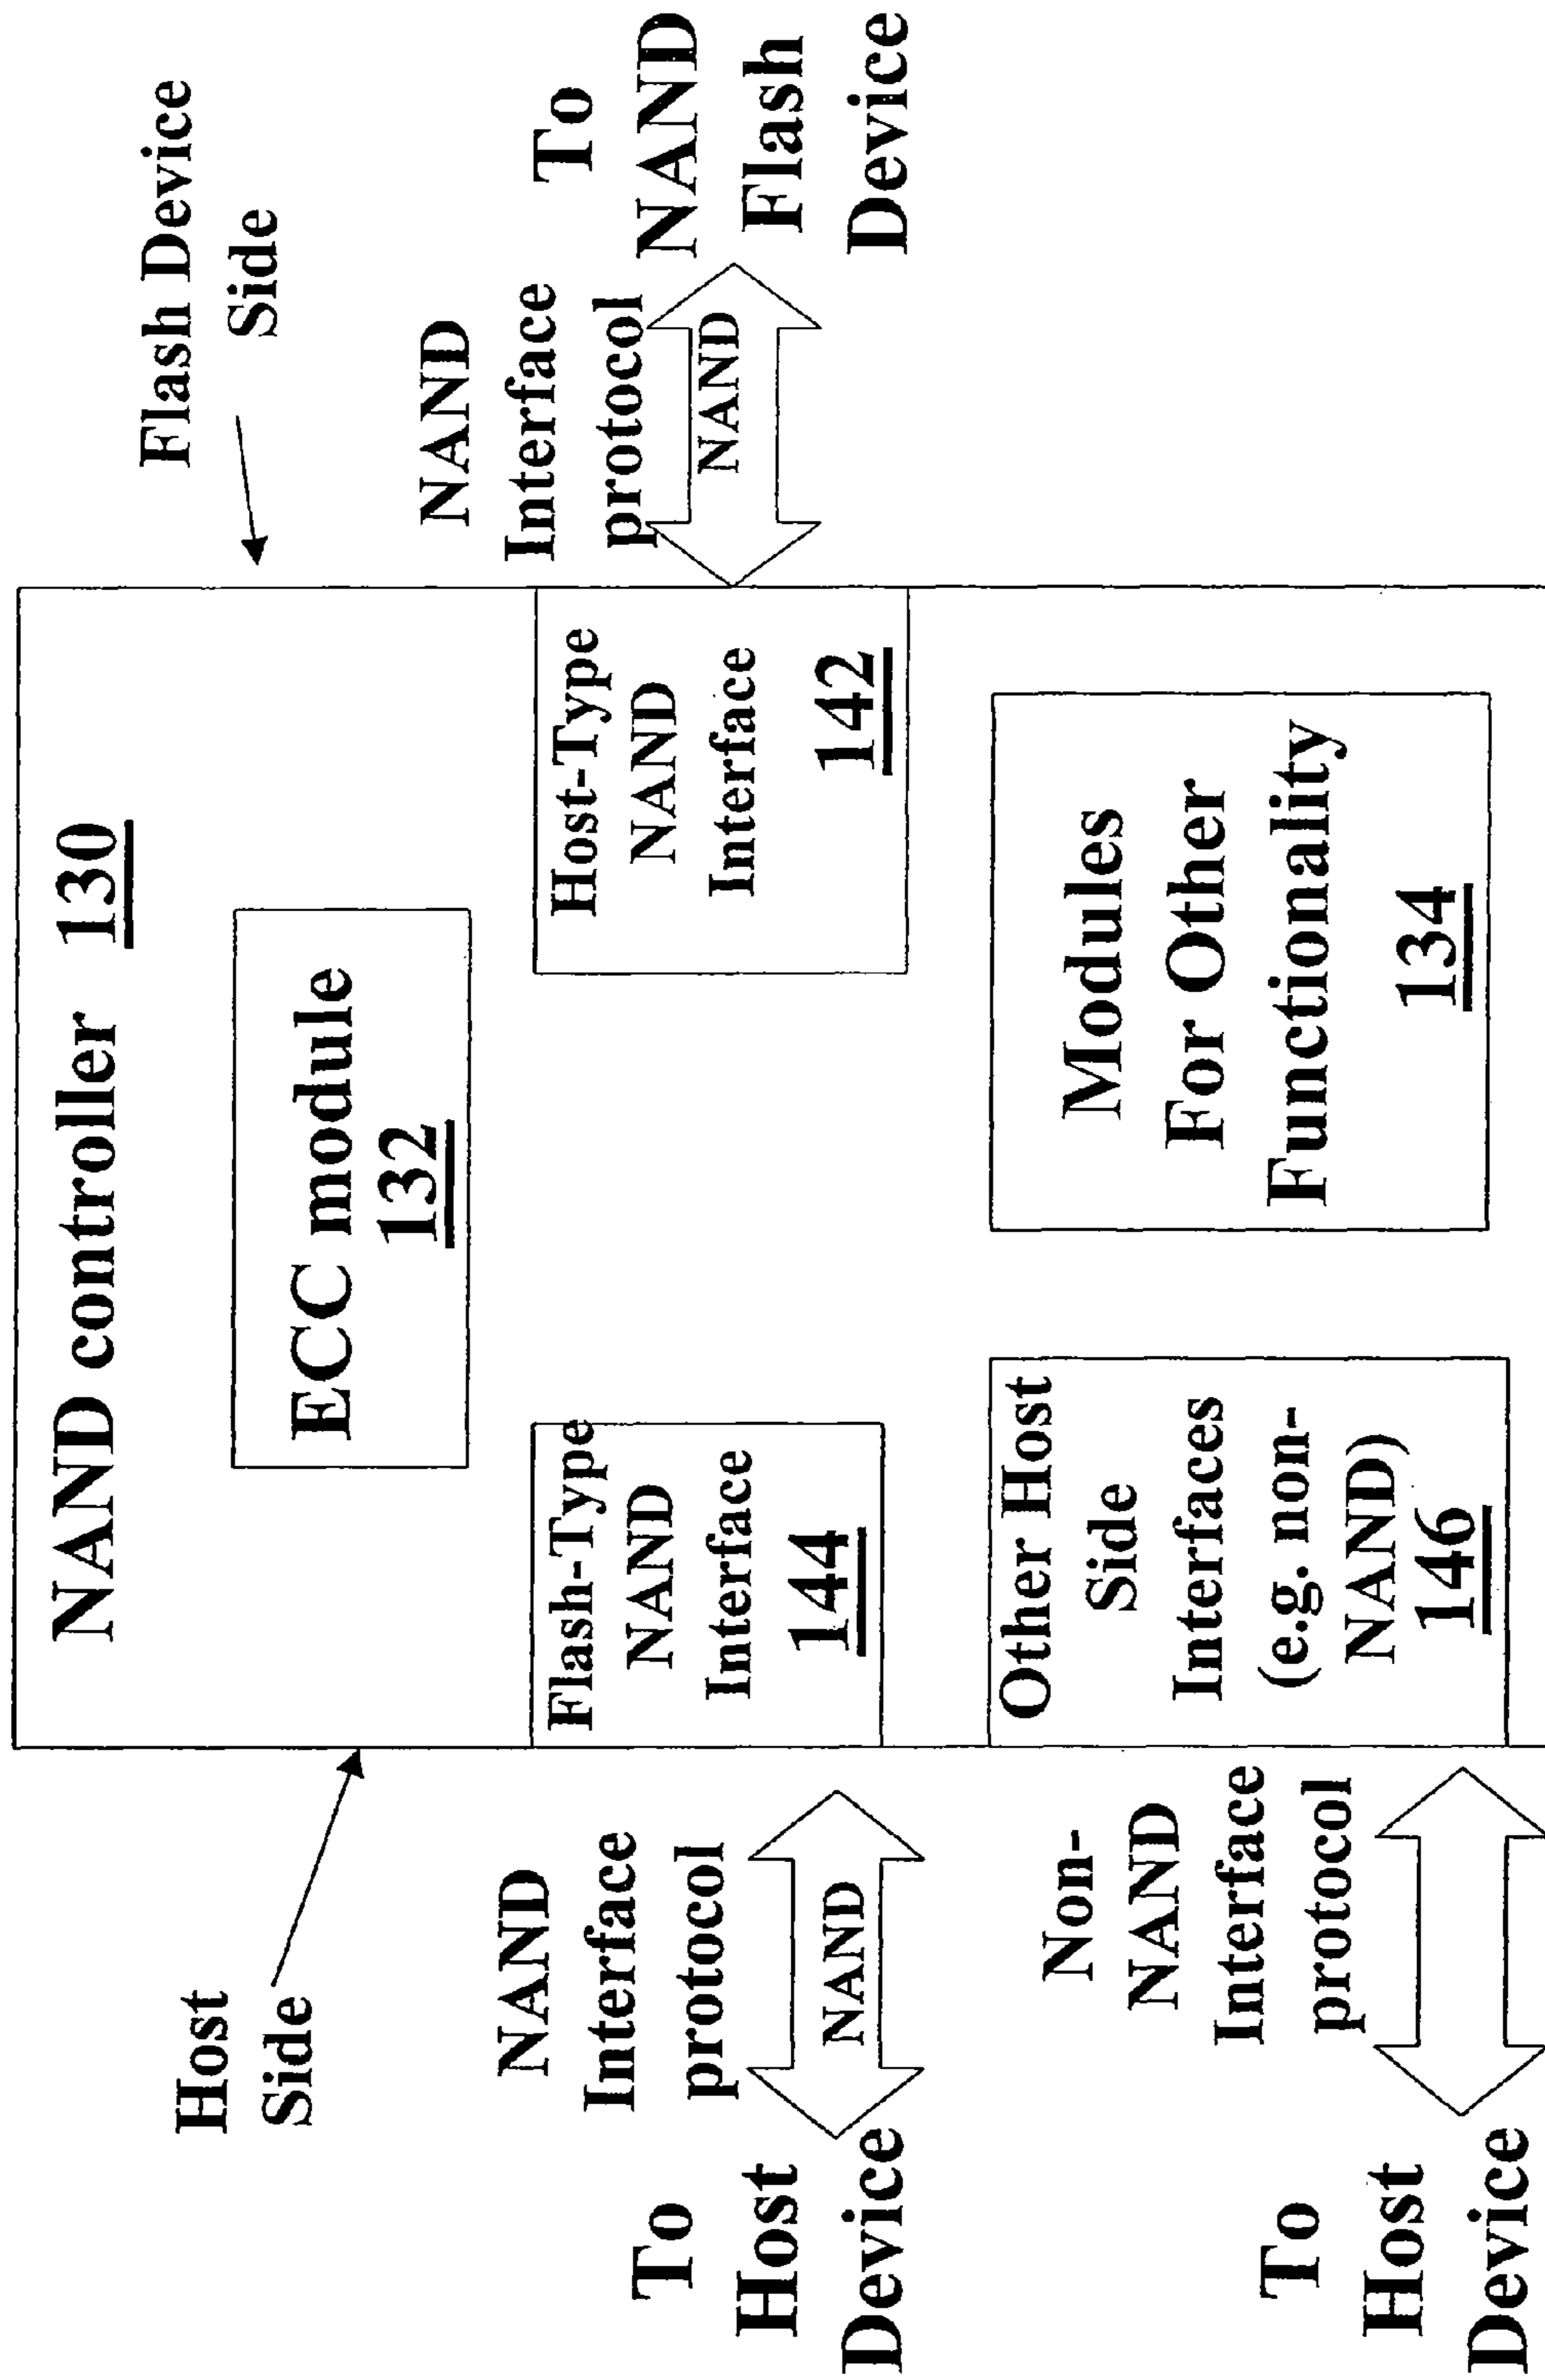 Host
Side
Flash Device
Side
NAND controller 130
ECC module
132
Flash-Type
NAND
Interface
144
Host-Type
NAND
Interface
142
NAND
Interface
protocol
NAND
To
Host
Device
NAND
Interface
protocol
NAND
To
NAND
Flash
Device
Other Host
Side
Interfaces
(e.g. non-
NAND)
146
Modules
For Other
Functionality
134
Non-
NAND
Interface
protocol
To
Host
Device